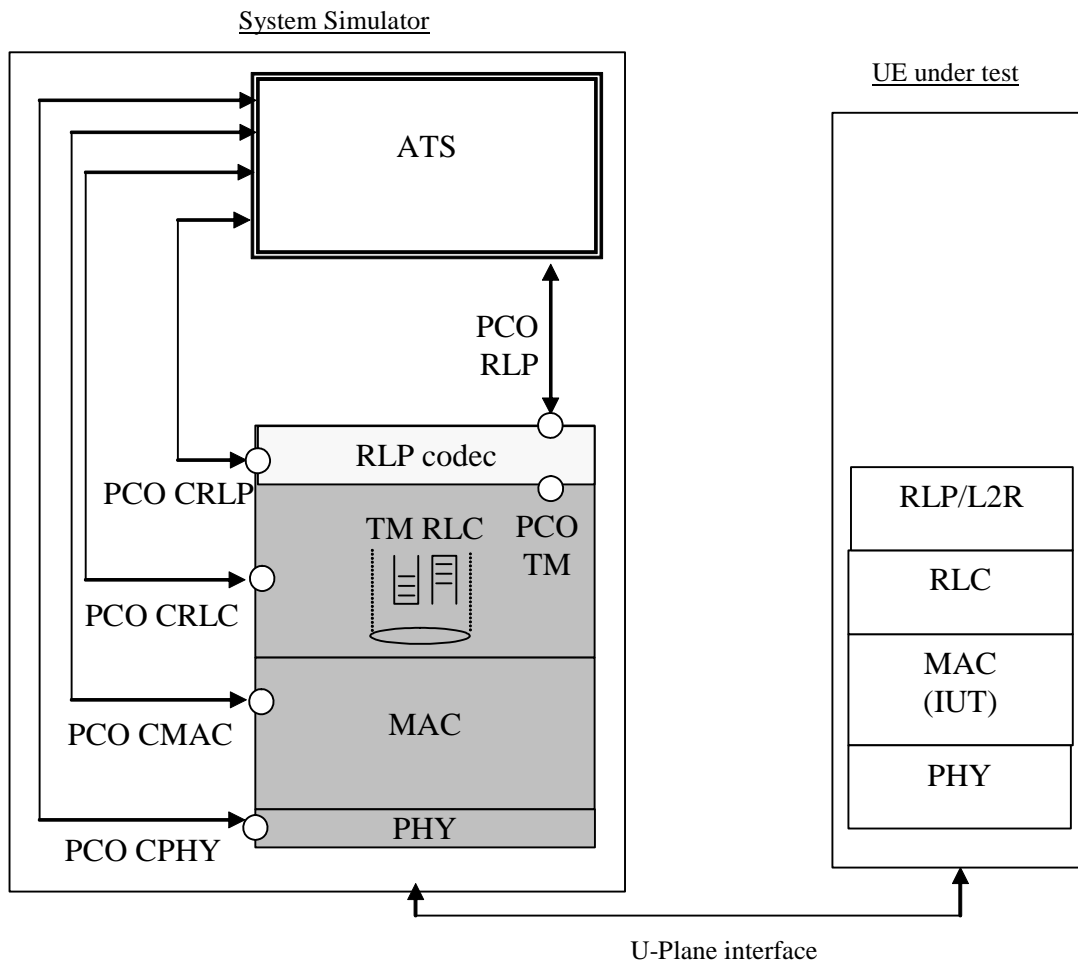 System Simulator
UE under test
ATS
PCO
RLP
RLP codec
PCO CRLP
TM RLC
PCO
TM
PCO CRLC
MAC
PCO CMAC
PHY
PCO CPHY
RLP/L2R
RLC
MAC
(IUT)
PHY
U-Plane interface